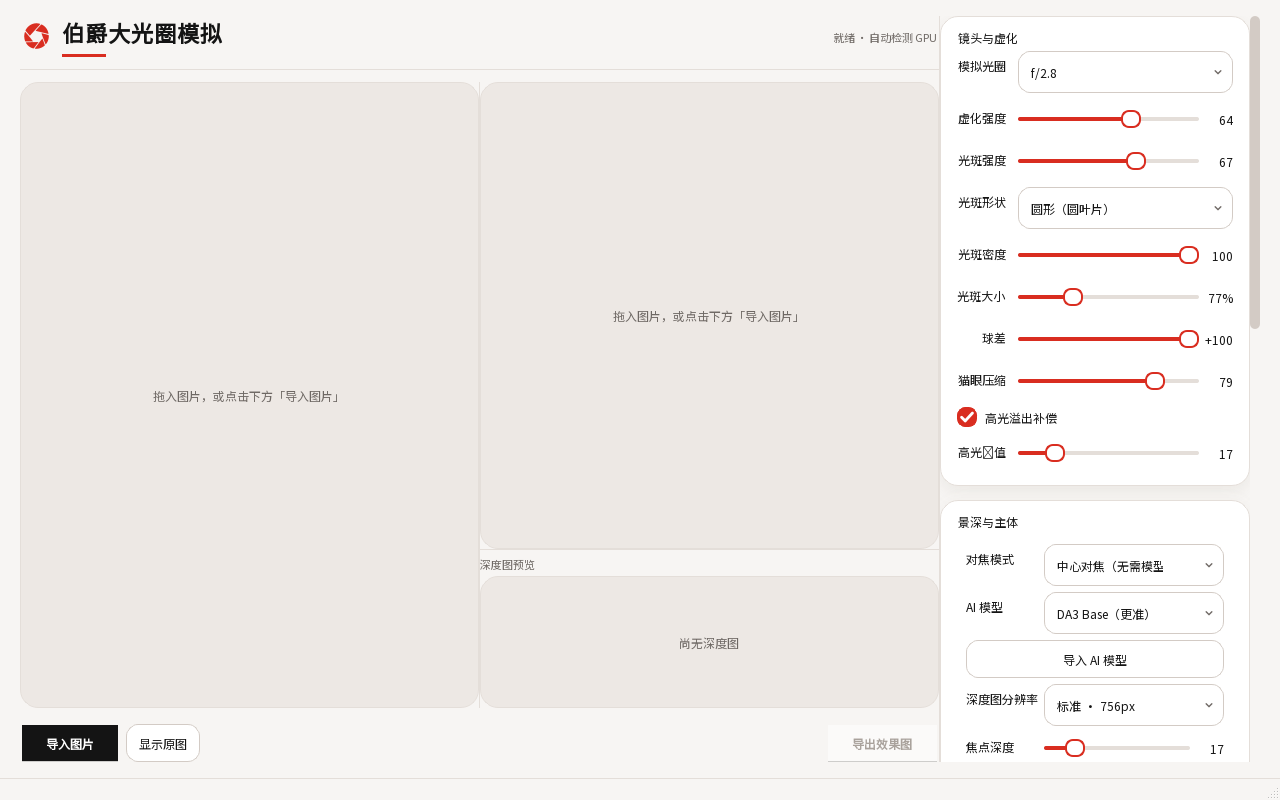 伯爵大光圈模拟
就绪 · 自动检测 GPU
拖入图片，或点击下方「导入图片」
拖入图片，或点击下方「导入图片」
深度图预览
尚无深度图
导入图片
显示原图
导出效果图
镜头与虚化
模拟光圈 f/2.8
虚化强度 64
光斑强度 67
光斑形状 圆形（圆叶片）
光斑密度 100
光斑大小 77%
球差 +100
猫眼压缩 79
高光溢出补偿
高光值 17
景深与主体
对焦模式 中心对焦（无需模型
AI 模型 DA3 Base（更准）
导入 AI 模型
深度图分辨率 标准 · 756px
焦点深度 17